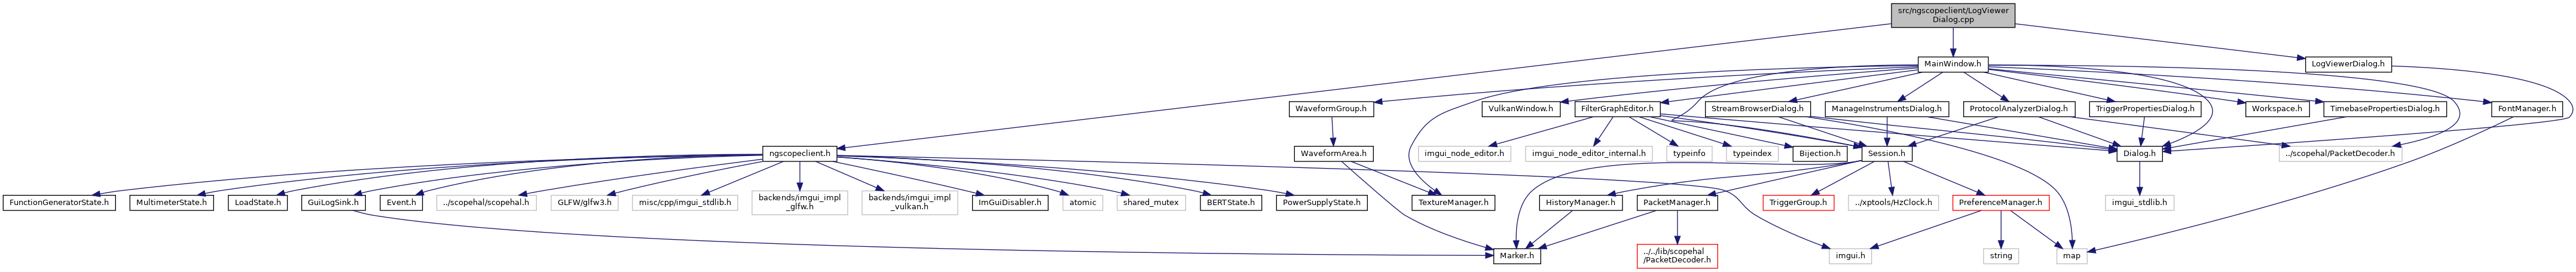 src/ngscopeclient/LogViewer
Dialog.cpp
MainWindow.h
LogViewerDialog.h
WaveformGroup.h
VulkanWindow.h
FilterGraphEditor.h
StreamBrowserDialog.h
ManageInstrumentsDialog.h
ProtocolAnalyzerDialog.h
TriggerPropertiesDialog.h
Workspace.h
TimebasePropertiesDialog.h
FontManager.h
ngscopeclient.h
WaveformArea.h
imgui_node_editor.h
imgui_node_editor_internal.h
typeinfo
typeindex
Bijection.h
Session.h
Dialog.h
../scopehal/PacketDecoder.h
FunctionGeneratorState.h
MultimeterState.h
LoadState.h
GuiLogSink.h
Event.h
../scopehal/scopehal.h
GLFW/glfw3.h
misc/cpp/imgui_stdlib.h
backends/imgui_impl
_glfw.h
backends/imgui_impl
_vulkan.h
ImGuiDisabler.h
atomic
shared_mutex
BERTState.h
PowerSupplyState.h
TextureManager.h
HistoryManager.h
PacketManager.h
TriggerGroup.h
../xptools/HzClock.h
PreferenceManager.h
imgui_stdlib.h
Marker.h
../../lib/scopehal
/PacketDecoder.h
imgui.h
string
map